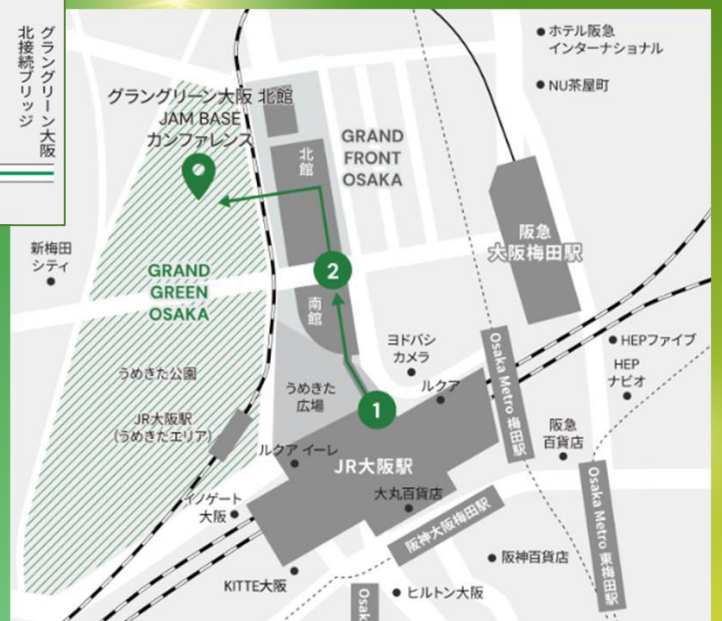 グラングリーン大阪
北接続ブリッジ
ホテル阪急
インターナショナル
NU茶屋町
グラングリーン大阪 北館
JAM BASE
カンファレンス
GRAND
FRONT
OSAKA
北館
阪急
大阪梅田駅
新梅田
シティ
GRAND
GREEN
OSAKA
2
南館
ヨドバシ
カメラ
Osaka Metro 梅田駅
HEPファイブ
HEP
ナビオ
うめきた公園
うめきた
広場
ルクア
1
JR大阪駅
(うめきたエリア)
阪急
百貨店
ルクア イーレ
JR大阪駅
大丸百貨店
イノゲート
大阪
阪神大阪梅田駅
Osaka Metro 東梅田駅
阪神百貨店
KITTE大阪
ヒルトン大阪
Osak